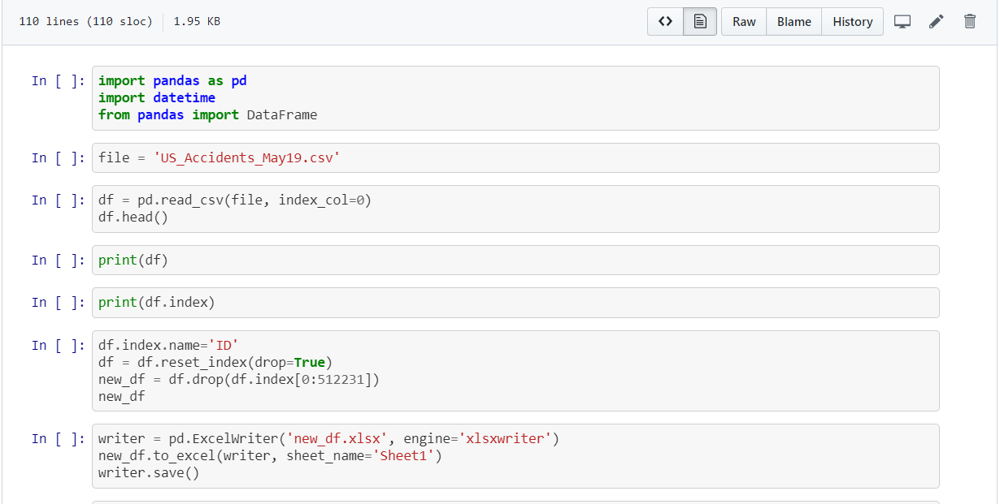 110 lines (110 sloc) 1.95 KB
<> Raw Blame History
In [ ]: import pandas as pd
import datetime
from pandas import DataFrame
In [ ]: file = 'US_Accidents_May19.csv'
In [ ]: df = pd.read_csv(file, index_col=0)
df.head()
In [ ]: print(df)
In [ ]: print(df.index)
In [ ]: df.index.name='ID'
df = df.reset_index(drop=True)
new_df = df.drop(df.index[0:512231])
new_df
In [ ]: writer = pd.ExcelWriter('new_df.xlsx', engine='xlsxwriter')
new_df.to_excel(writer, sheet_name='Sheet1')
writer.save()